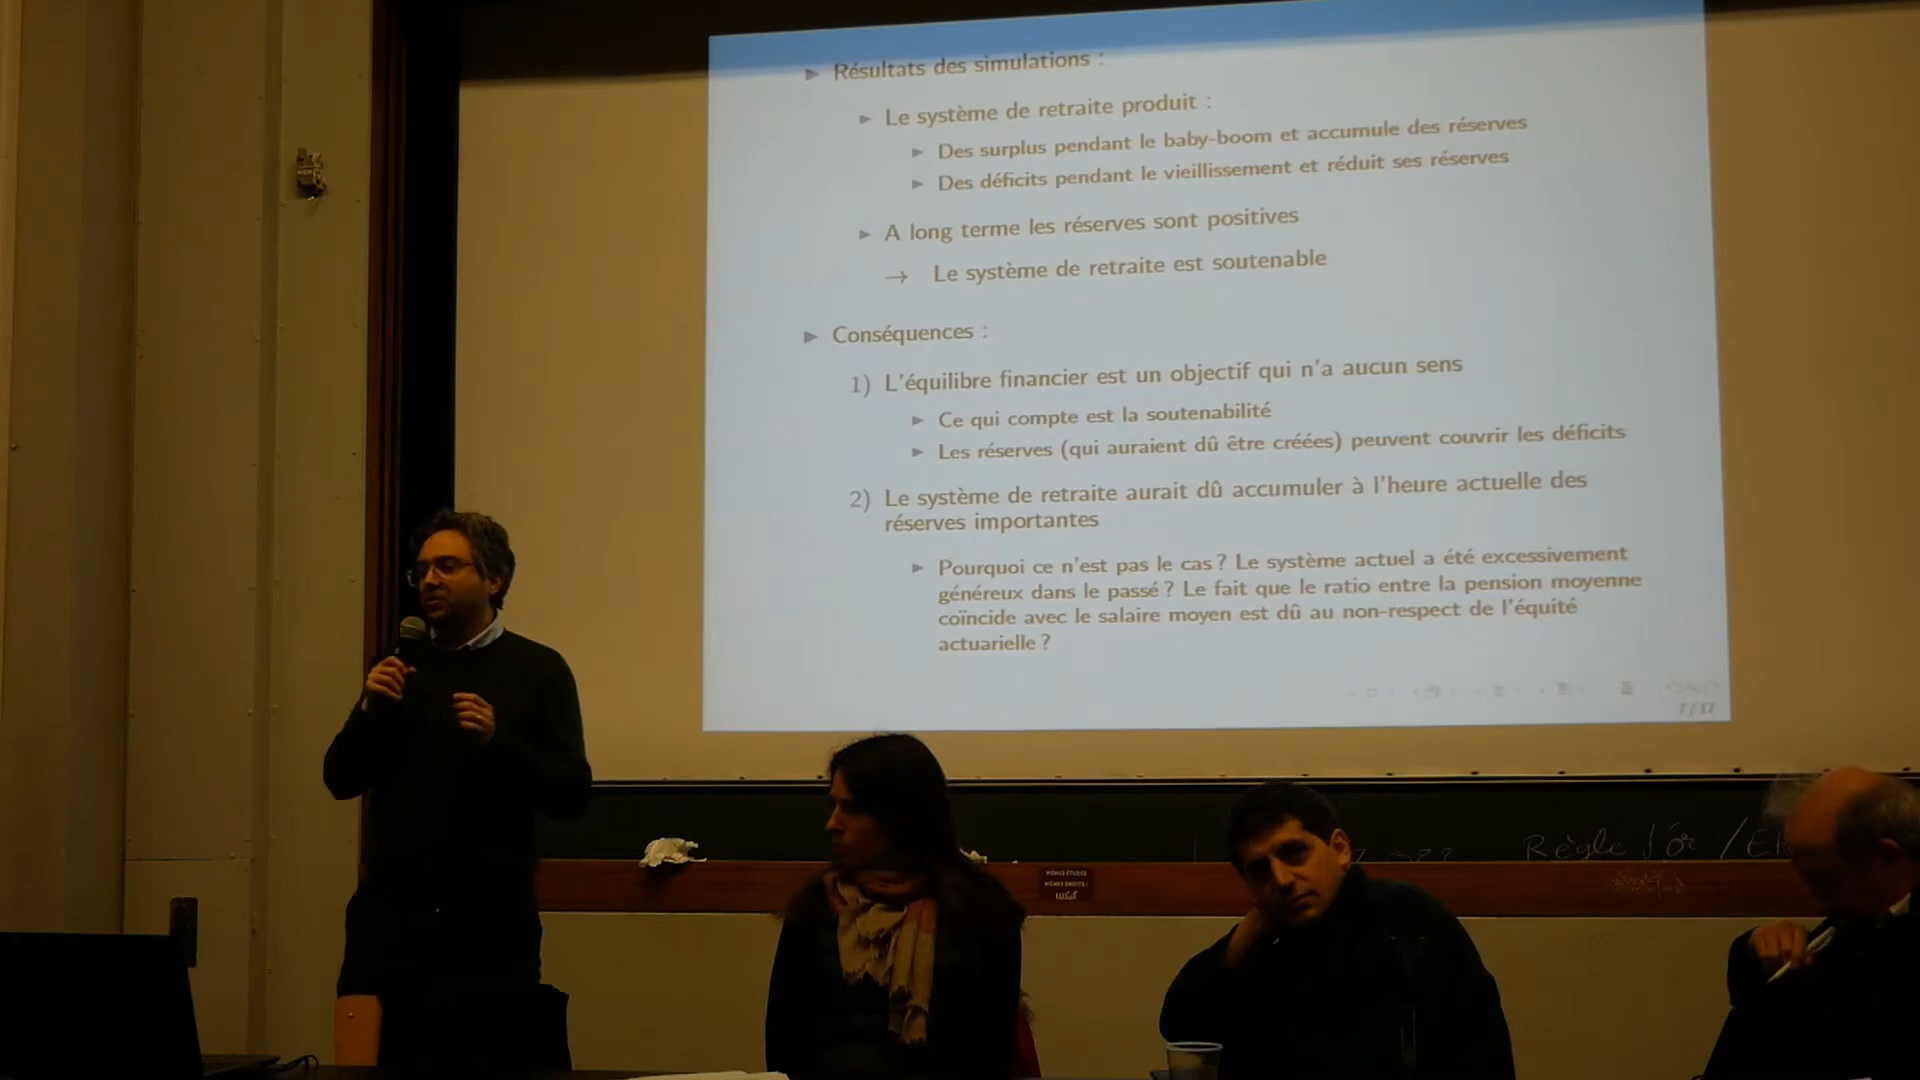 ▶ Résultats des simulations :
▶ Le système de retraite produit :
▶ Des surplus pendant le baby-boom et accumule des réserves
▶ Des déficits pendant le vieillissement et réduit ses réserves
▶ A long terme les réserves sont positives
→ Le système de retraite est soutenable
▶ Conséquences :
1) L'équilibre financier est un objectif qui n'a aucun sens
▶ Ce qui compte est la soutenabilité
▶ Les réserves (qui auraient dû être créées) peuvent couvrir les déficits
2) Le système de retraite aurait dû accumuler à l'heure actuelle des
réserves importantes
▶ Pourquoi ce n'est pas le cas ? Le système actuel a été excessivement
généreux dans le passé ? Le fait que le ratio entre la pension moyenne
coïncide avec le salaire moyen est dû au non-respect de l'équité
actuarielle ?
7 / 17
Règle d'or /
MÊMES ÉTUDES
MÊMES DROITS !